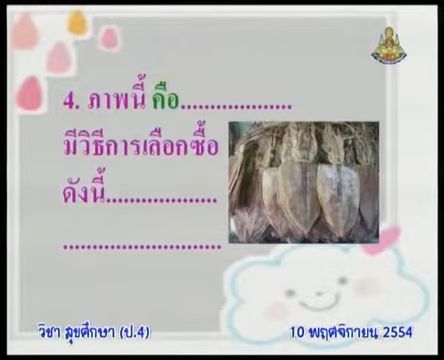 4. ภาพนี้ คือ...................
มีวิธีการเลือกซื้อ
ดังนี้...................
...........................
วิชา สุขศึกษา (ป.4)
10 พฤศจิกายน 2554